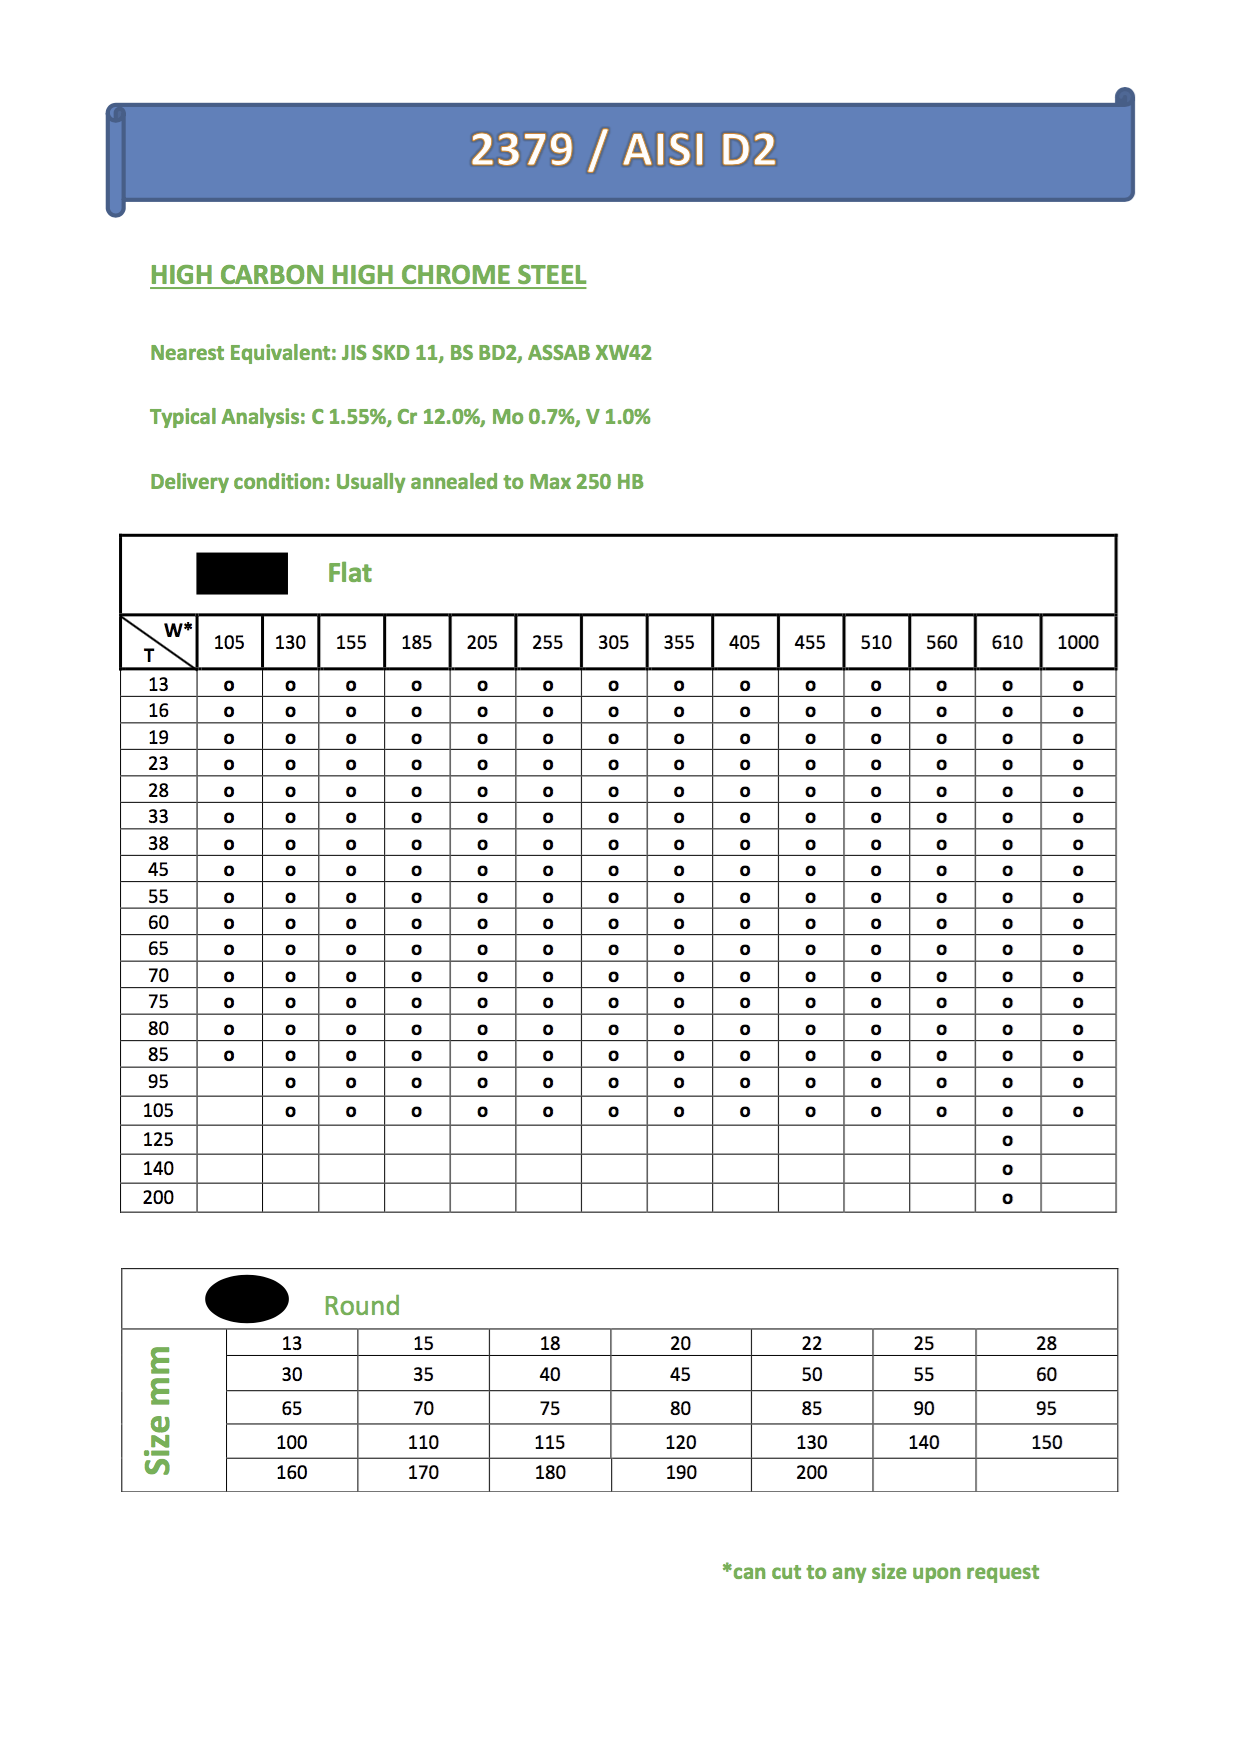 2379 / AISI D2
HIGH CARBON HIGH CHROME STEEL
Nearest Equivalent: JIS SKD 11, BS BD2, ASSAB XW42
Typical Analysis: C 1.55%, Cr 12.0%, Mo 0.7%, V 1.0%
Delivery condition: Usually annealed to Max 250 HB
Flat
W*
T
105 130 155 185 205 255 305 355 405 455 510 560 610 1000
13 o o o o o o o o o o o o o o
16 o o o o o o o o o o o o o o
19 o o o o o o o o o o o o o o
23 o o o o o o o o o o o o o o
28 o o o o o o o o o o o o o o
33 o o o o o o o o o o o o o o
38 o o o o o o o o o o o o o o
45 o o o o o o o o o o o o o o
55 o o o o o o o o o o o o o o
60 o o o o o o o o o o o o o o
65 o o o o o o o o o o o o o o
70 o o o o o o o o o o o o o o
75 o o o o o o o o o o o o o o
80 o o o o o o o o o o o o o o
85 o o o o o o o o o o o o o o
95 o o o o o o o o o o o o o
105 o o o o o o o o o o o o o
125 o
140 o
200 o
Round
Size mm
13 15 18 20 22 25 28
30 35 40 45 50 55 60
65 70 75 80 85 90 95
100 110 115 120 130 140 150
160 170 180 190 200
*can cut to any size upon request